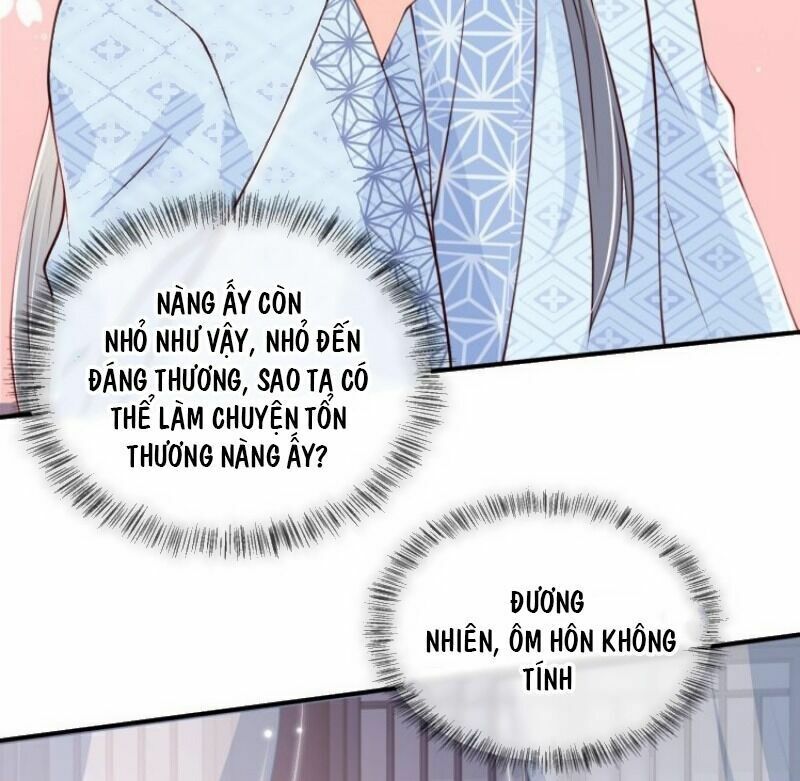 NÀNG ẤY CÒN
NHỎ NHƯ VẬY, NHỎ ĐẾN
ĐÁNG THƯƠNG, SAO TA CÓ
THỂ LÀM CHUYỆN TỔN
THƯƠNG NÀNG ẤY?
ĐƯƠNG
NHIÊN, ÔM HÔN KHÔNG
TÍNH